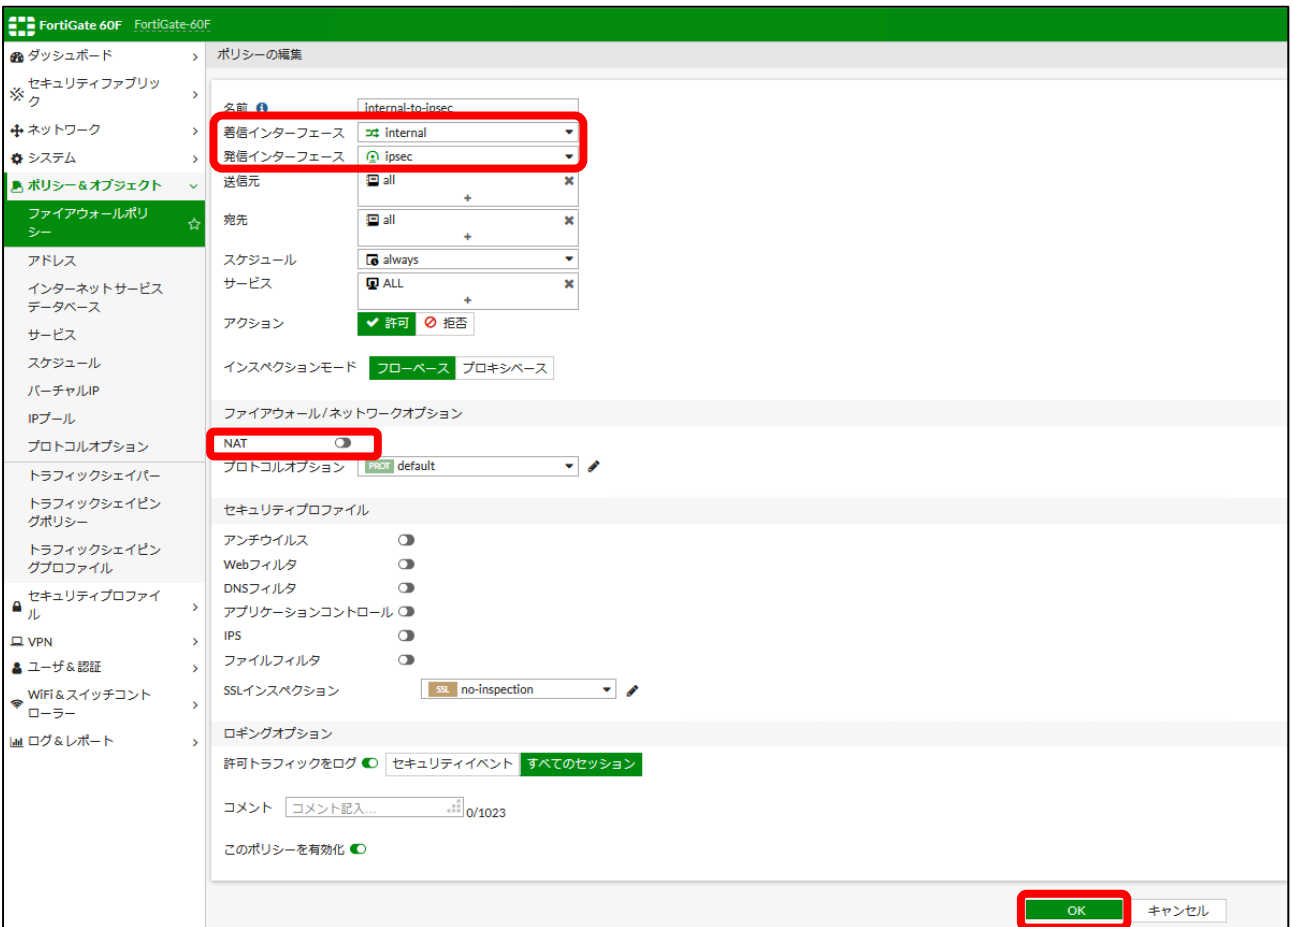 FortiGate 60F FortiGate-60F
ダッシュボード
セキュリティファブリッ
ク
ネットワーク
システム
ポリシー＆オブジェクト
ファイアウォールポリ
シー
アドレス
インターネットサービス
データベース
サービス
スケジュール
バーチャルIP
IPプール
プロトコルオプション
トラフィックシェイパー
トラフィックシェイピン
グポリシー
トラフィックシェイピン
グプロファイル
セキュリティプロファイ
ル
VPN
ユーザ＆認証
WiFi＆スイッチコント
ローラー
ログ＆レポート
ポリシーの編集
名前 internal-to-ipsec
着信インターフェース internal
発信インターフェース ipsec
送信元 all
+
宛先 all
+
スケジュール always
サービス ALL
+
アクション 許可 拒否
インスペクションモード フローベース プロキシベース
ファイアウォール/ネットワークオプション
NAT
プロトコルオプション PROT default
セキュリティプロファイル
アンチウイルス
Webフィルタ
DNSフィルタ
アプリケーションコントロール
IPS
ファイルフィルタ
SSLインスペクション SSL no-inspection
ロギングオプション
許可トラフィックをログ セキュリティイベント すべてのセッション
コメント コメント記入... 0/1023
このポリシーを有効化
OK キャンセル